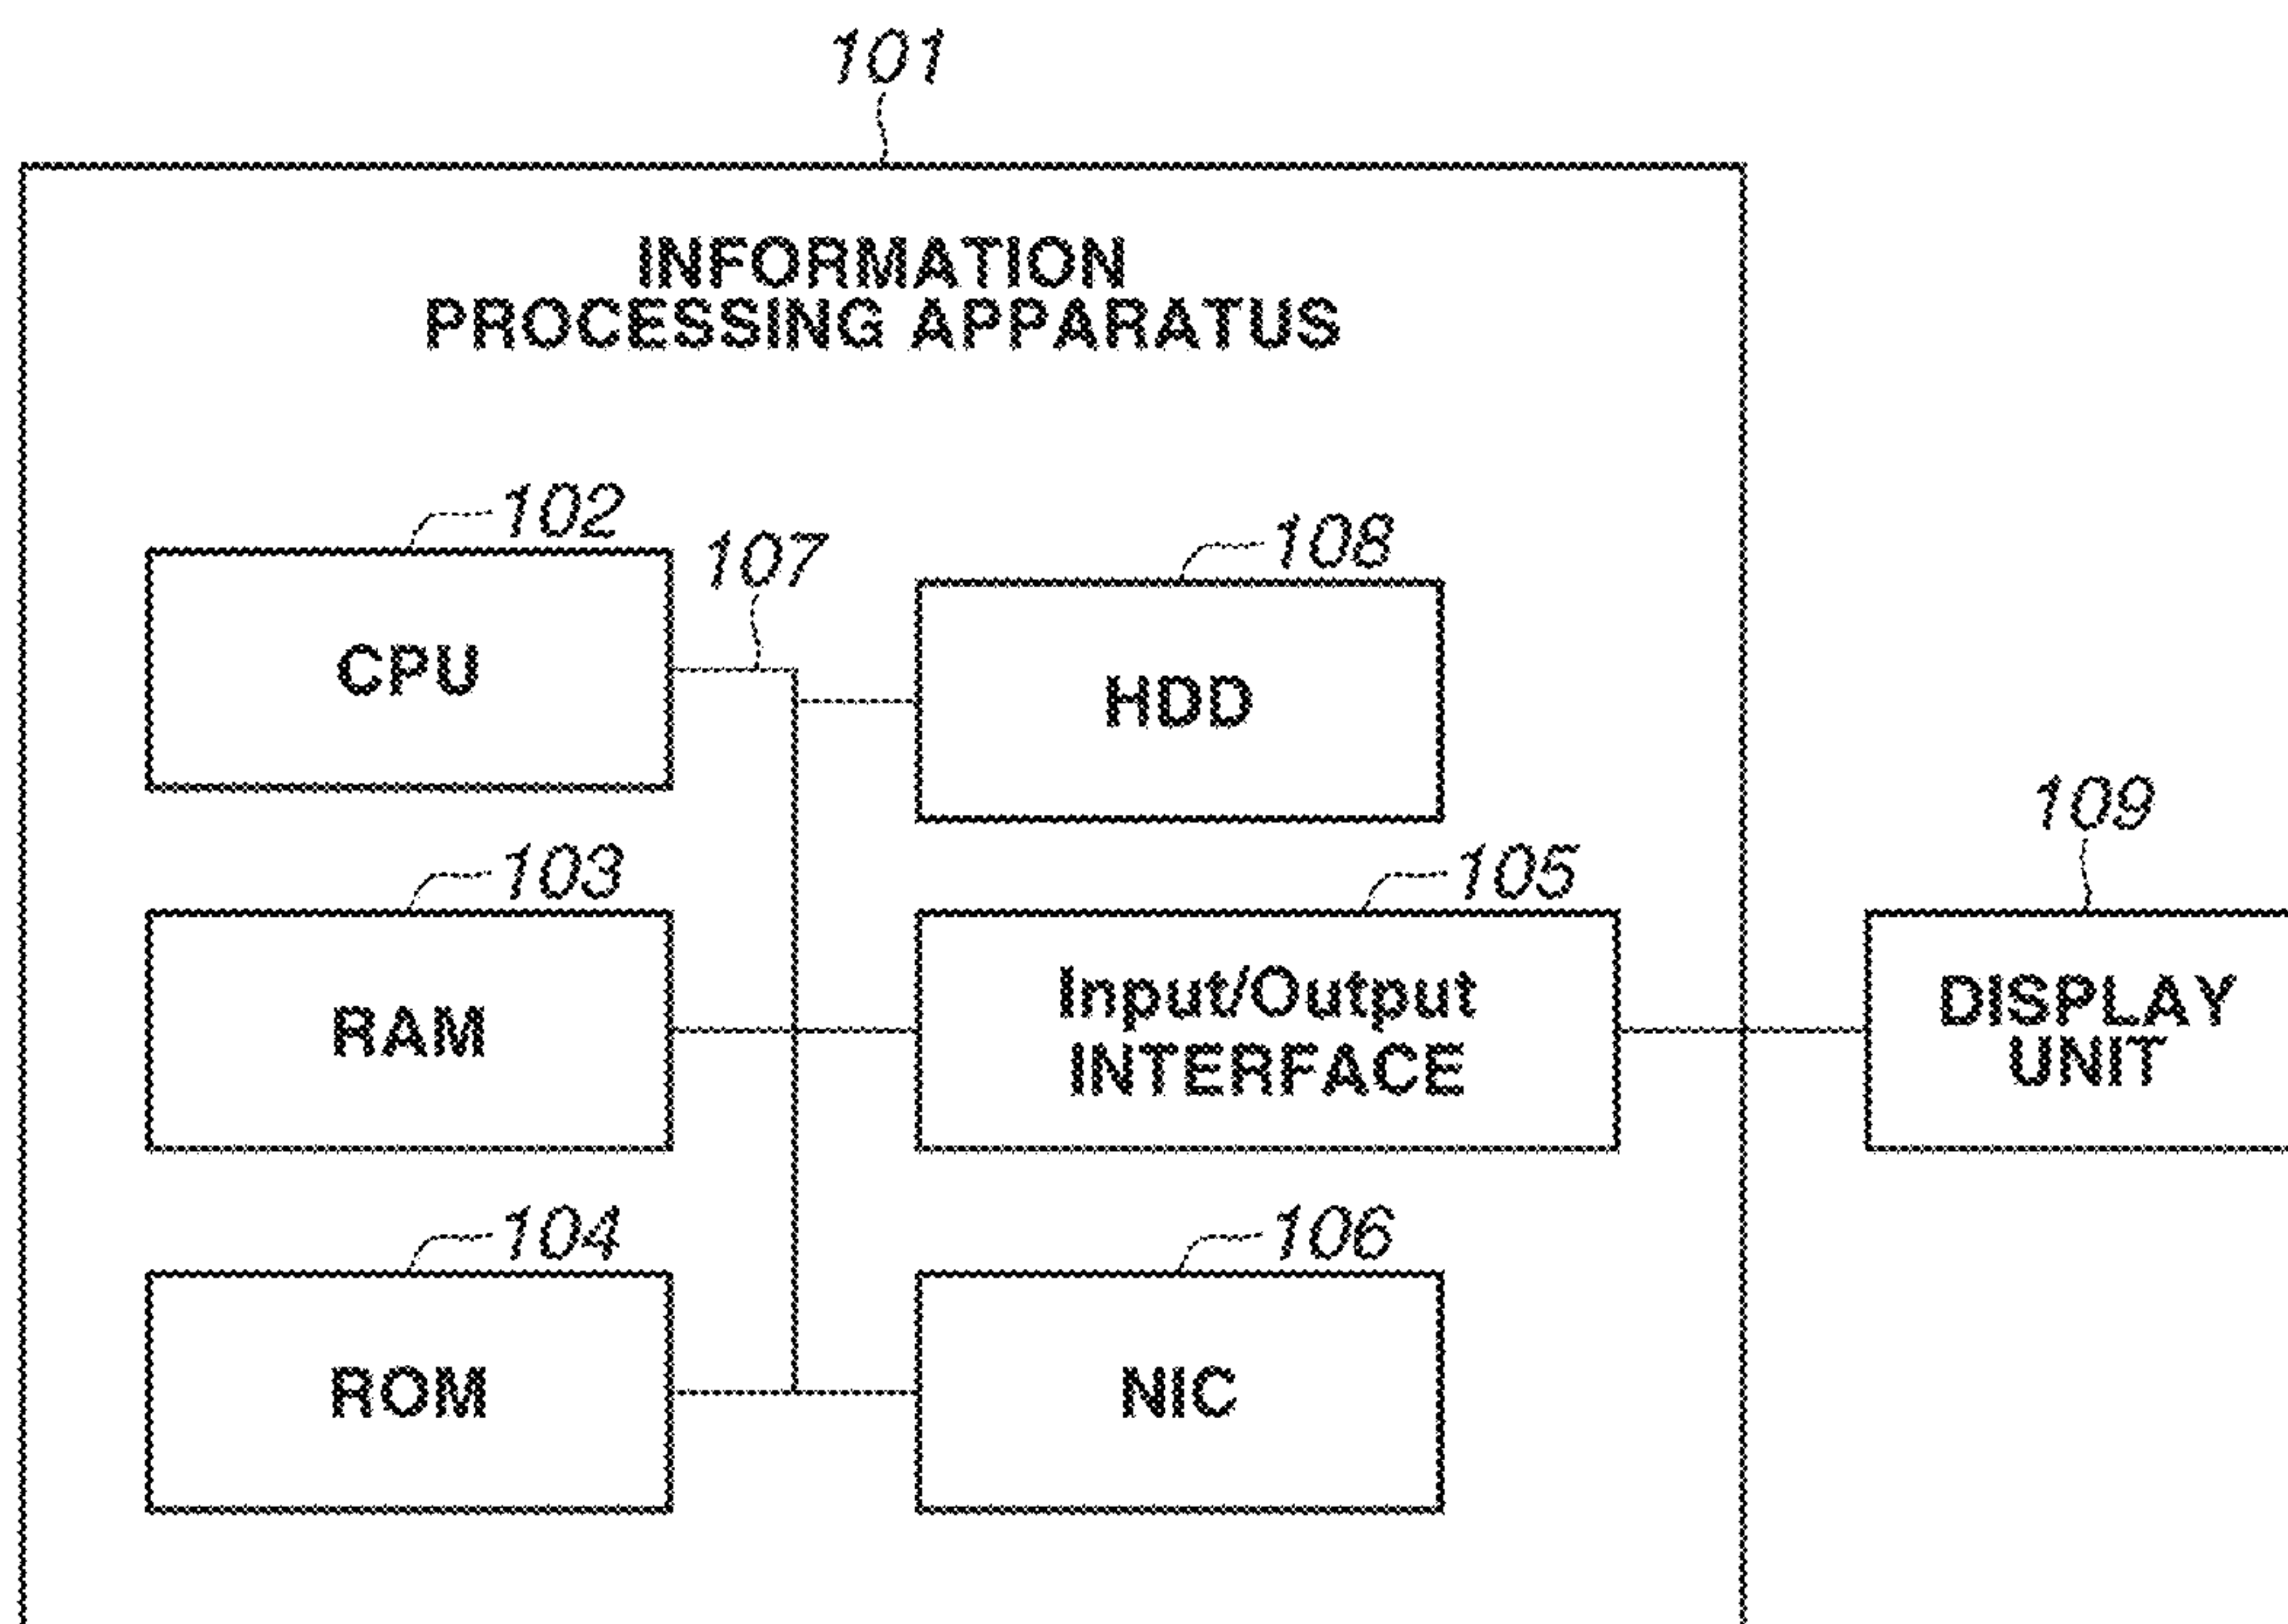 101
INFORMATION
PROCESSING APPARATUS
102
107
108
CPU
HDD
109
103
105
RAM
Input/Output
INTERFACE
DISPLAY
UNIT
104
106
ROM
NIC